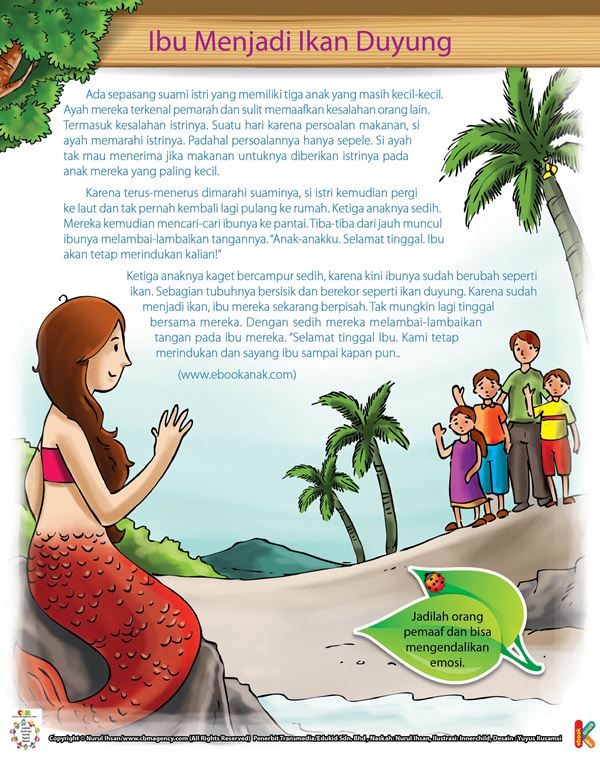 Ibu Menjadi Ikan Duyung
Ada sepasang suami istri yang memiliki tiga anak yang masih kecil-kecil.
Ayah mereka terkenal pemarah dan sulit memaafkan kesalahan orang lain.
Termasuk kesalahan istrinya. Suatu hari karena persoalan makanan, si
ayah memarahi istrinya. Padahal persoalannya hanya sepele. Si ayah
tak mau menerima jika makanan untuknya diberikan istrinya pada
anak mereka yang paling kecil.
Karena terus-menerus dimarahi suaminya, si istri kemudian pergi
ke laut dan tak pernah kembali lagi pulang ke rumah. Ketiga anaknya sedih.
Mereka kemudian mencari-cari ibunya ke pantai. Tiba-tiba dari jauh muncul
ibunya melambai-lambaikan tangannya. “Anak-anakku. Selamat tinggal. Ibu
akan tetap merindukan kalian!”
Ketiga anaknya kaget bercampur sedih, karena kini ibunya sudah berubah seperti
ikan. Sebagian tubuhnya bersisik dan berekor seperti ikan duyung. Karena sudah
menjadi ikan, ibu mereka sekarang berpisah. Tak mungkin lagi tinggal
bersama mereka. Dengan sedih mereka melambai-lambaikan
tangan pada ibu mereka. “Selamat tinggal Ibu. Kami tetap
merindukan dan sayang Ibu sampai kapan pun..
(www.ebookanak.com)
Jadilah orang
pemaaf dan bisa
mengendalikan
emosi.
CBM
Copyright © Nurul Ihsan/www.cbmagency.com (All Rights Reserved) Penerbit Transmedia/Edukid Sdn. Bhd., Naskah: Nurul Ihsan, Ilustrasi: Innerchild, Desain : Yuyus Rusamsi
ebook